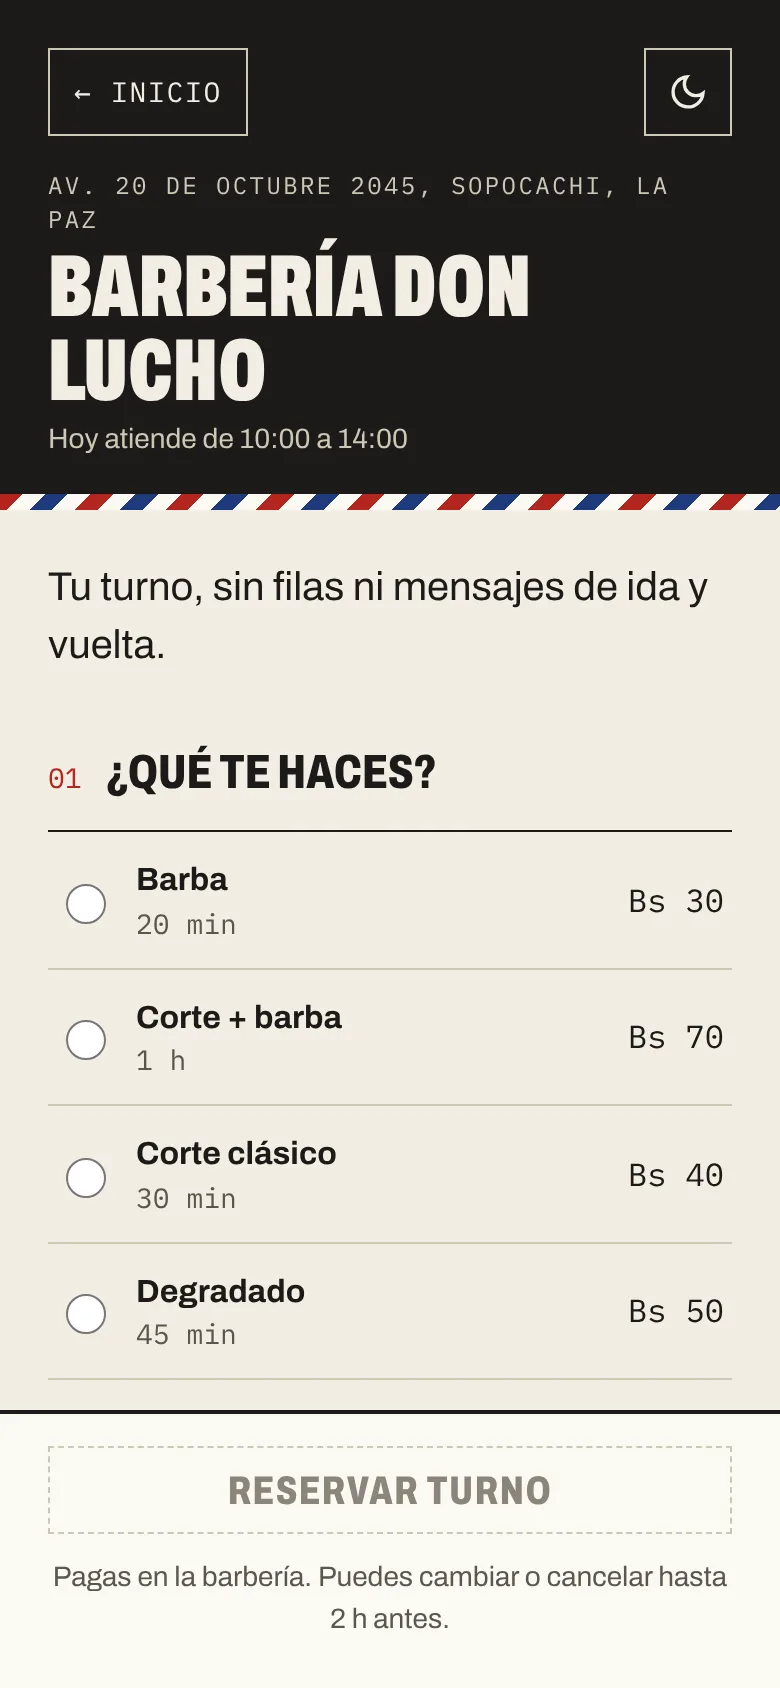 ← INICIO
AV. 20 DE OCTUBRE 2045, SOPOCACHI, LA
PAZ
BARBERÍA DON
LUCHO
Hoy atiende de 10:00 a 14:00
Tu turno, sin filas ni mensajes de ida y
vuelta.
01 ¿QUÉ TE HACES?
Barba
20 min
Bs 30
Corte + barba
1 h
Bs 70
Corte clásico
30 min
Bs 40
Degradado
45 min
Bs 50
RESERVAR TURNO
Pagas en la barbería. Puedes cambiar o cancelar hasta
2 h antes.